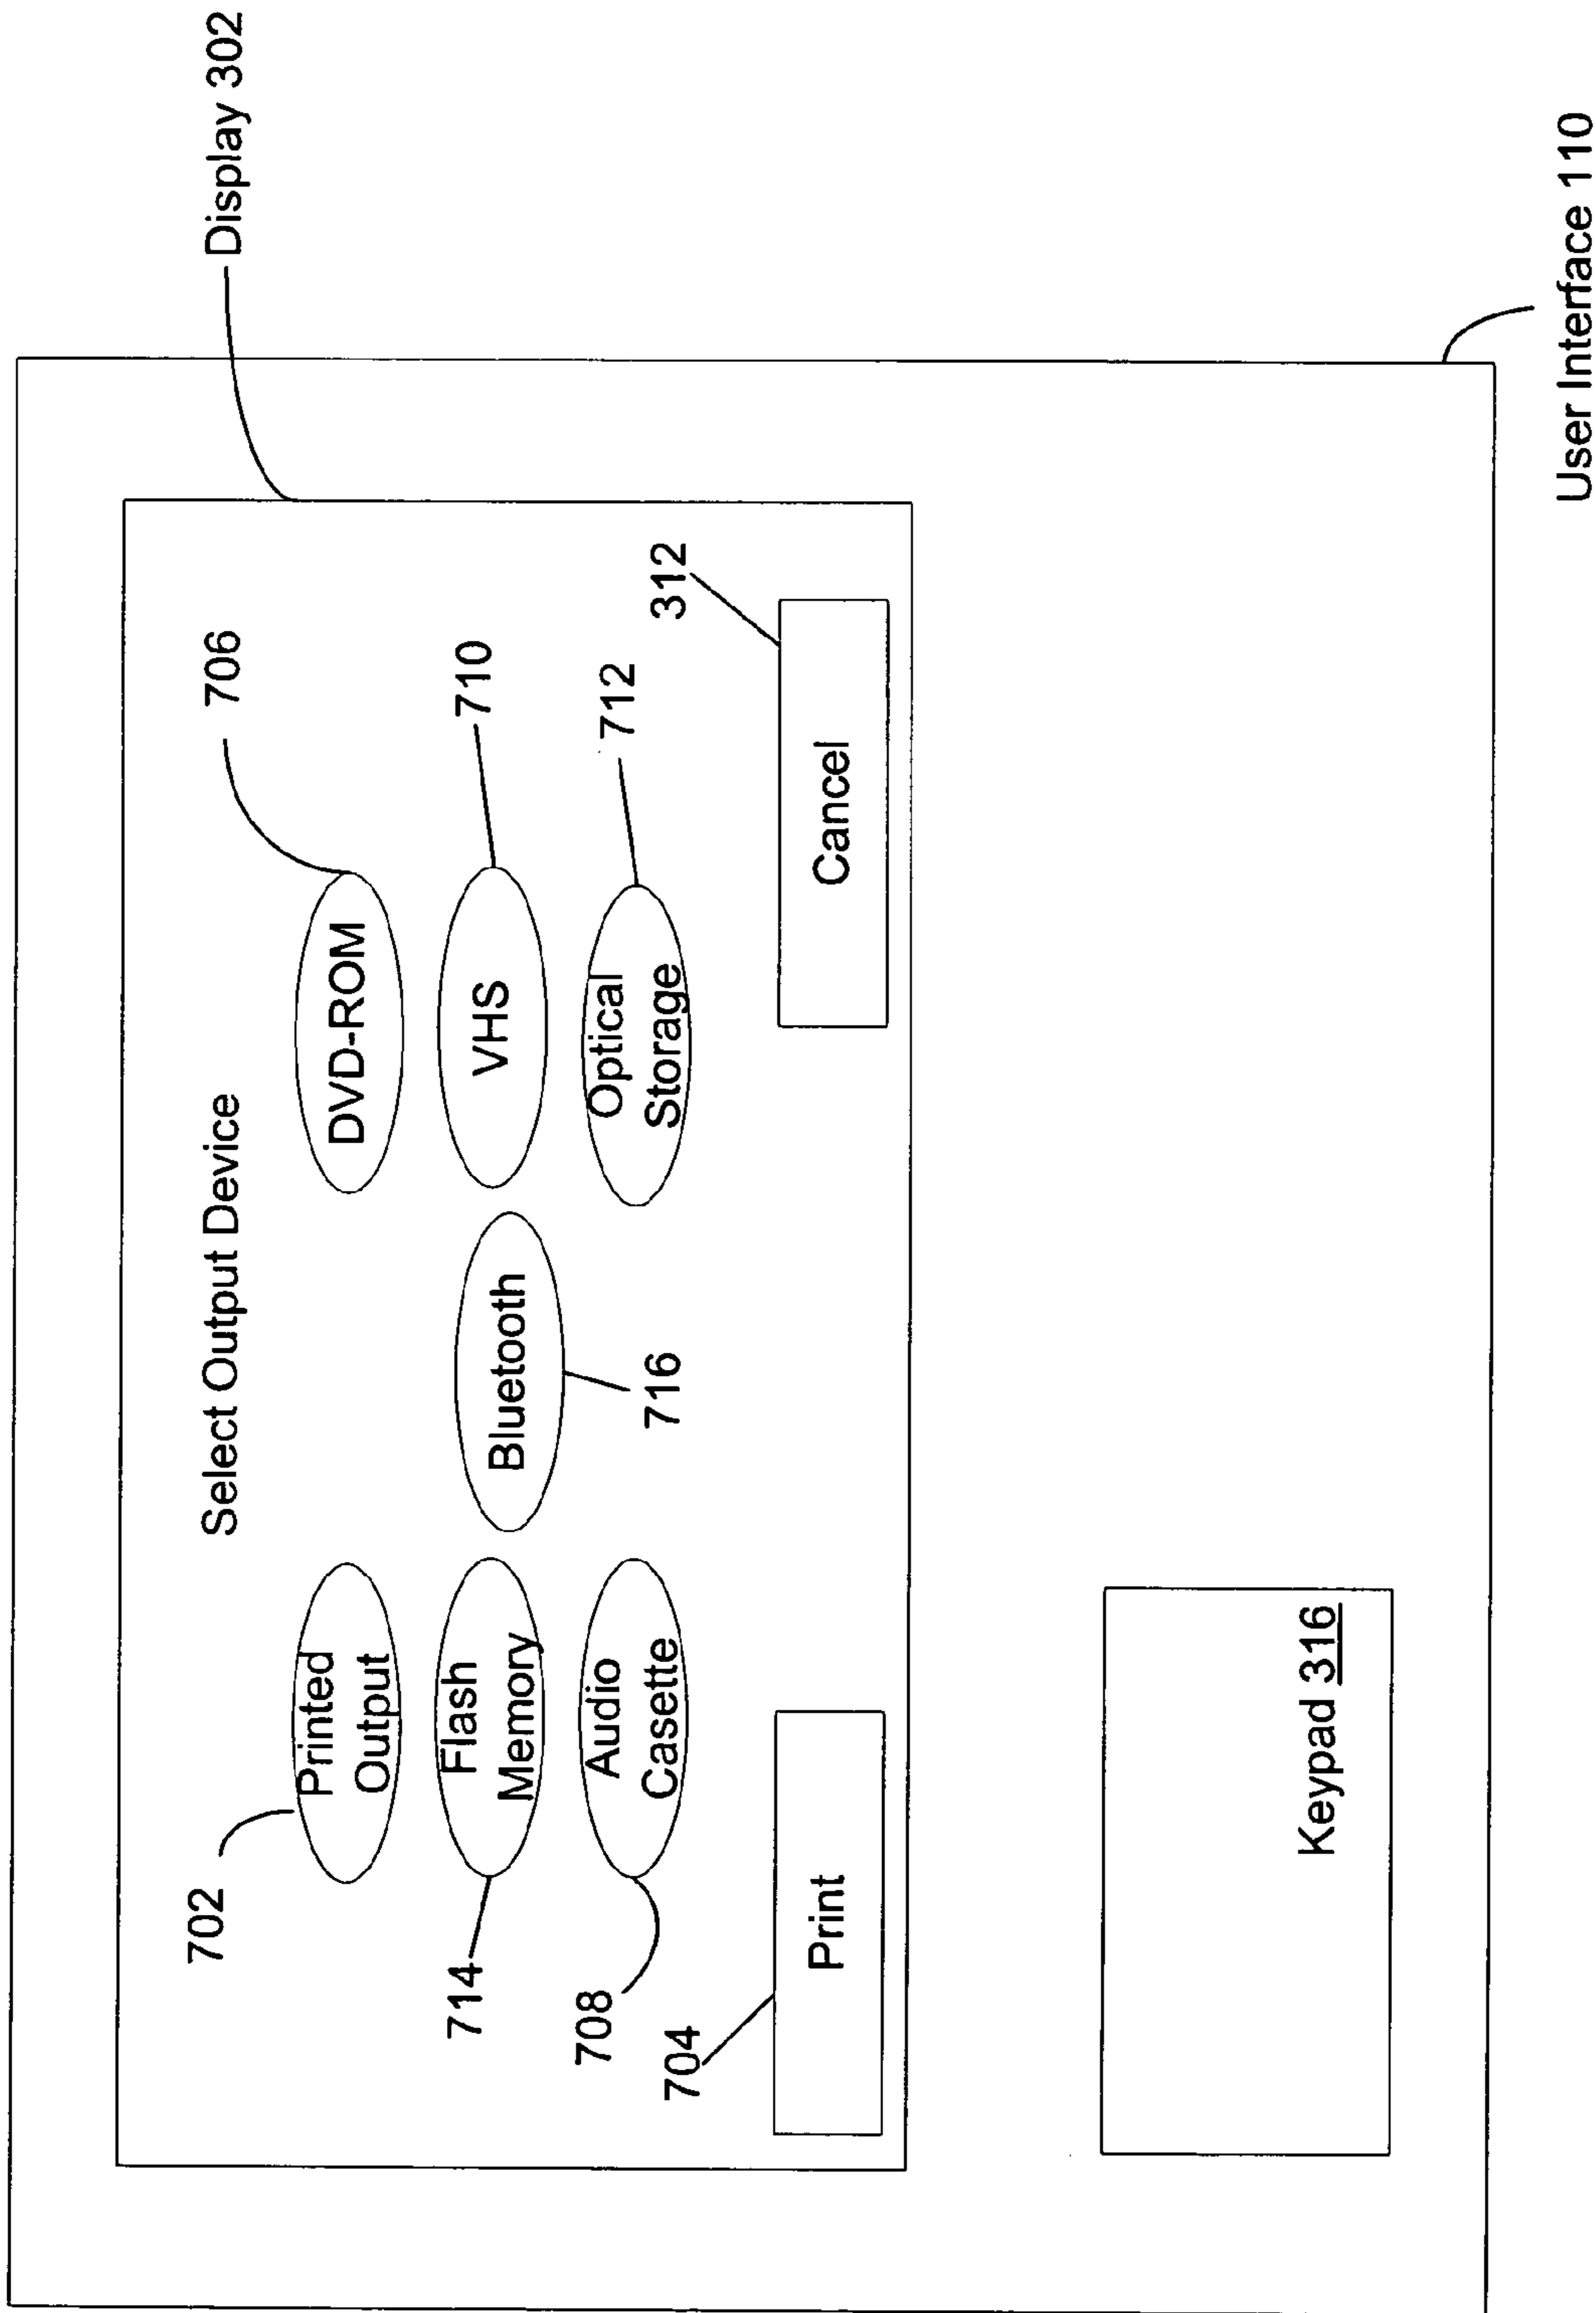 Display 302
Select Output Device
702
706
Printed
Output
DVD-ROM
714
Flash
Memory
Bluetooth
VHS
710
708
Audio
Casette
716
Optical
Storage
712
704
312
Print
Cancel
Keypad 316
User Interface 110